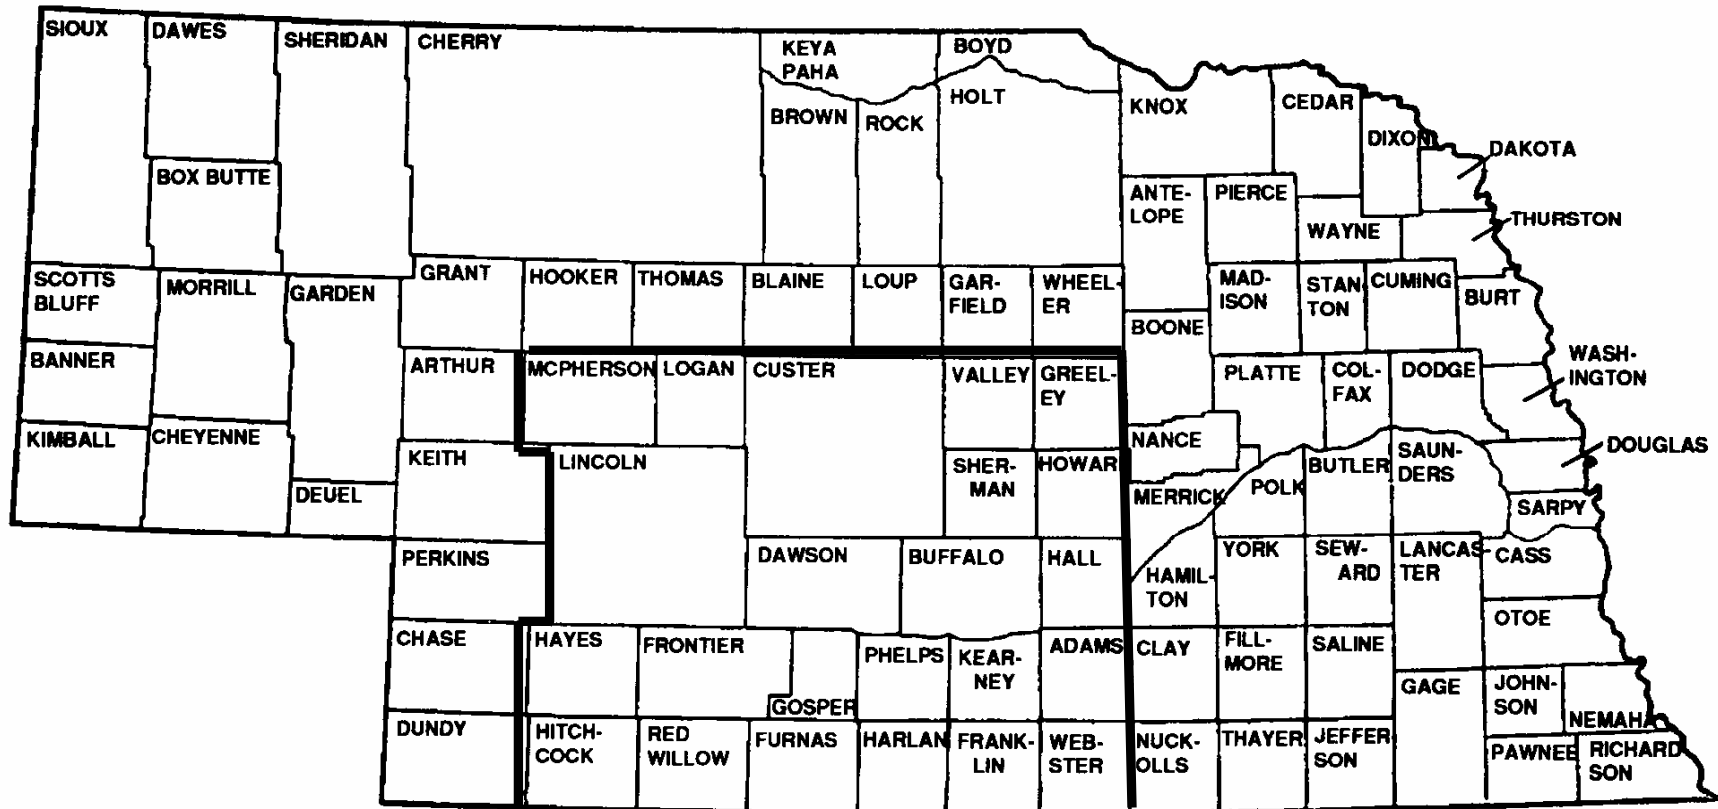 SIOUX
DAWES
SHERIDAN
CHERRY
KEYA
PAHA
BOYD
HOLT
BROWN
ROCK
KNOX
CEDAR
DIXON
DAKOTA
BOX BUTTE
ANTE-
LOPE
PIERCE
WAYNE
THURSTON
SCOTTS
BLUFF
MORRILL
GARDEN
GRANT
HOOKER
THOMAS
BLAINE
LOUP
GAR-
FIELD
WHEEL-
ER
BOONE
MAD-
ISON
STAN
TON
CUMING
BURT
BANNER
ARTHUR
MCPHERSON
LOGAN
CUSTER
VALLEY
GREEL-
EY
PLATTE
COL-
FAX
DODGE
WASH-
INGTON
KIMBALL
CHEYENNE
KEITH
LINCOLN
SHER-
MAN
HOWAR
NANCE
MERRICK
POLK
BUTLER
SAUN-
DERS
DOUGLAS
DEUEL
SARPY
PERKINS
DAWSON
BUFFALO
HALL
HAMIL-
TON
YORK
SEW-
ARD
LANCAS-
TER
CASS
OTOE
CHASE
HAYES
FRONTIER
GOSPER
PHELPS
KEAR-
NEY
ADAMS
CLAY
FILL-
MORE
SALINE
GAGE
JOHN-
SON
NEMAHA
DUNDY
HITCH-
COCK
RED
WILLOW
FURNAS
HARLAN
FRANK-
LIN
WEB-
STER
NUCK-
OLLS
THAYER
JEFFER
SON
PAWNEE
RICHARD
SON